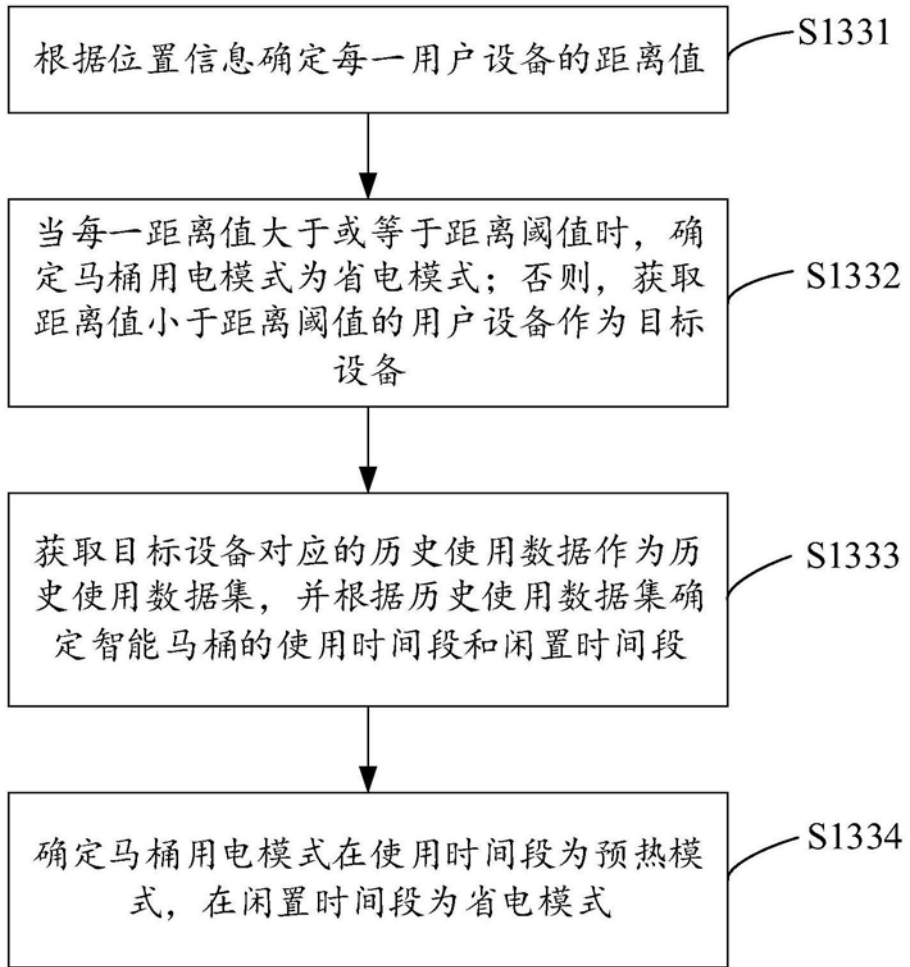 根据位置信息确定每一用户设备的距离值
S1331
当每一距离值大于或等于距离阈值时，确
定马桶用电模式为省电模式；否则，获取
距离值小于距离阈值的用户设备作为目标
设备
S1332
获取目标设备对应的历史使用数据作为历
史使用数据集，并根据历史使用数据集确
定智能马桶的使用时间段和闲置时间段
S1333
确定马桶用电模式在使用时间段为预热模
式，在闲置时间段为省电模式
S1334